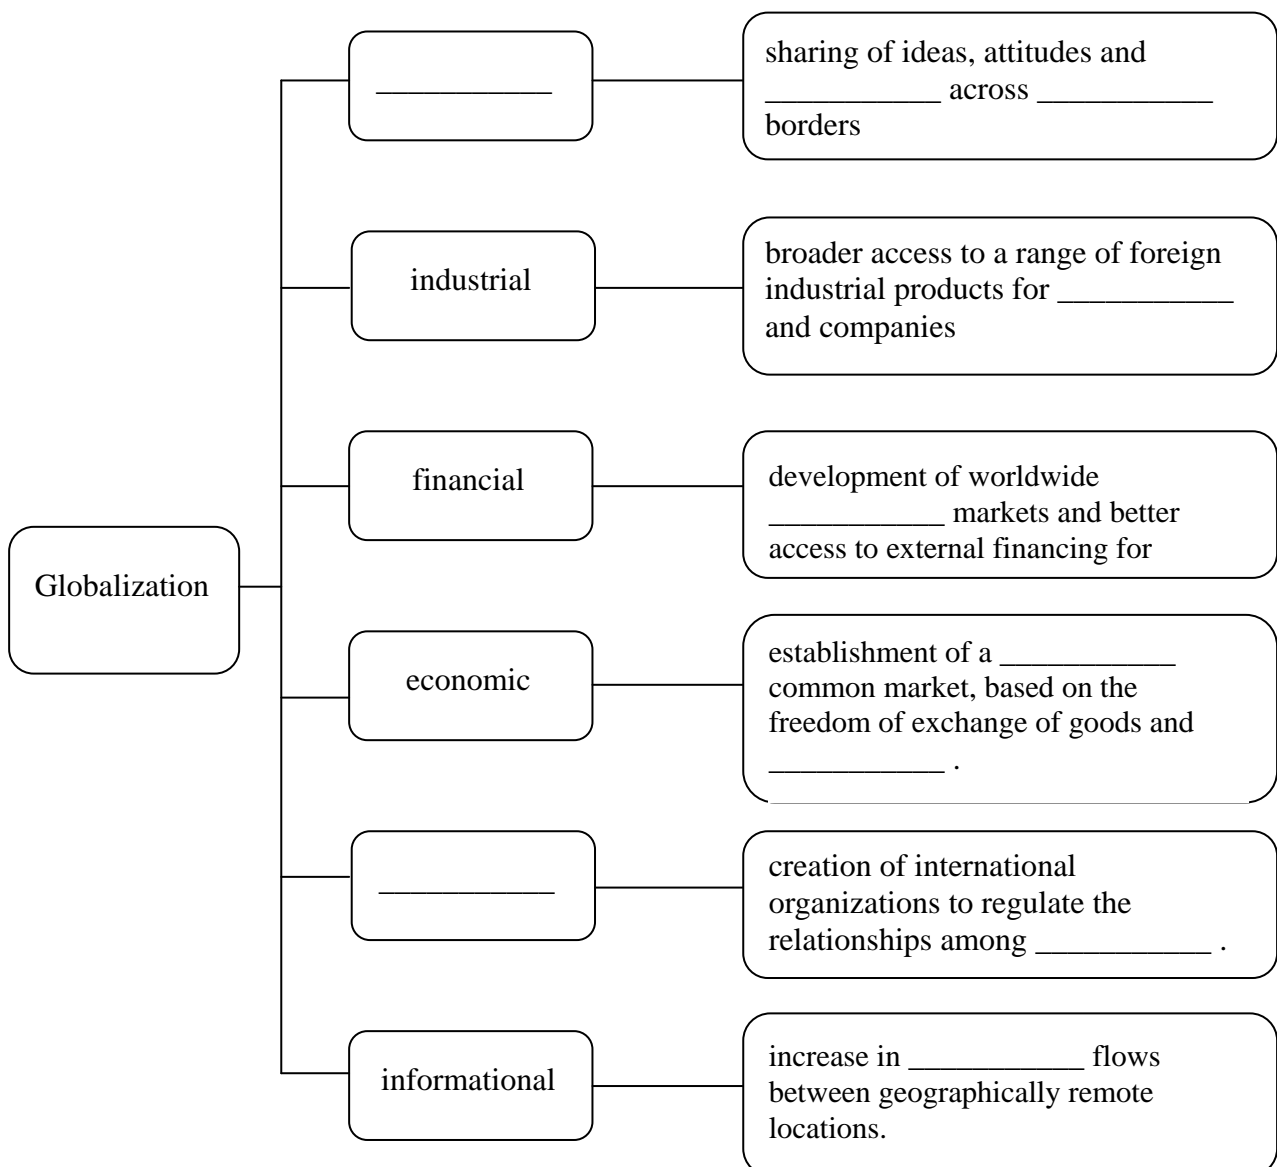 ___________
sharing of ideas, attitudes and
___________ across ___________
borders
industrial
broader access to a range of foreign
industrial products for ___________
and companies
financial
development of worldwide
___________ markets and better
access to external financing for
Globalization
economic
establishment of a ___________
common market, based on the
freedom of exchange of goods and
___________ .
___________
creation of international
organizations to regulate the
relationships among ___________ .
informational
increase in ___________ flows
between geographically remote
locations.